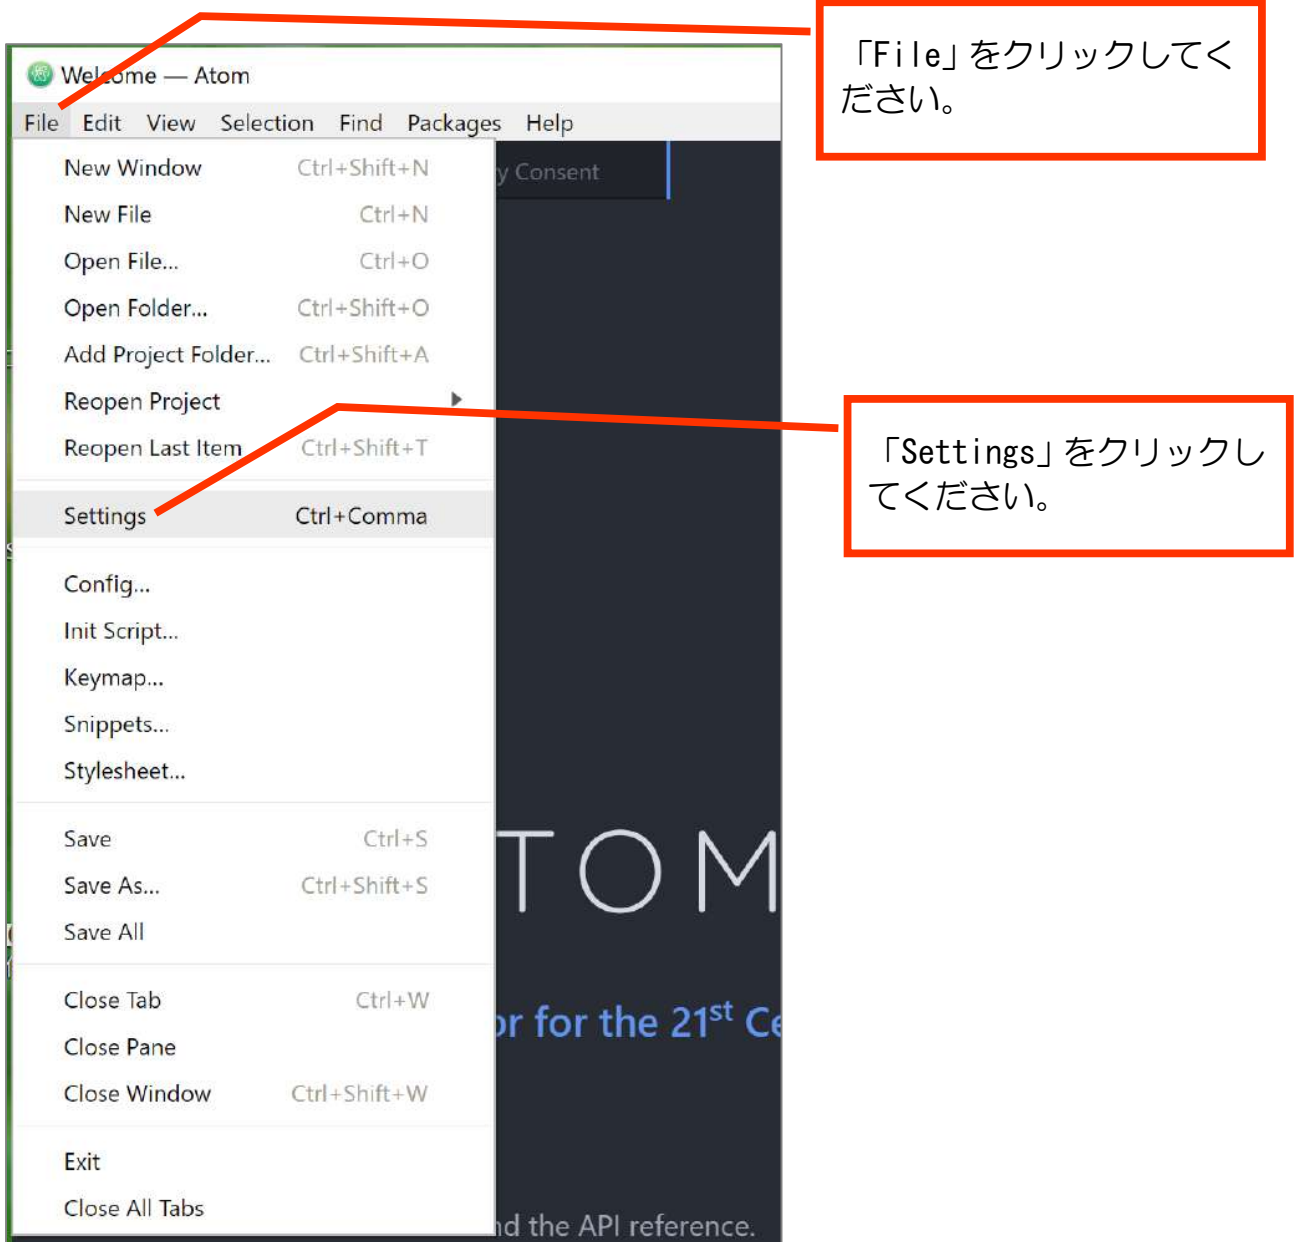 「File」をクリックしてく
ださい。
Welcome — Atom
File Edit View Selection Find Packages Help
New Window Ctrl+Shift+N
y Consent
New File Ctrl+N
Open File... Ctrl+O
Open Folder... Ctrl+Shift+O
Add Project Folder... Ctrl+Shift+A
Reopen Project
Reopen Last Item Ctrl+Shift+T
「Settings」をクリックし
てください。
Settings Ctrl+Comma
Config...
Init Script...
Keymap...
Snippets...
Stylesheet...
Save Ctrl+S
TOM
Save As... Ctrl+Shift+S
Save All
Close Tab Ctrl+W
or for the 21st Ce
Close Pane
Close Window Ctrl+Shift+W
Exit
Close All Tabs
nd the API reference.